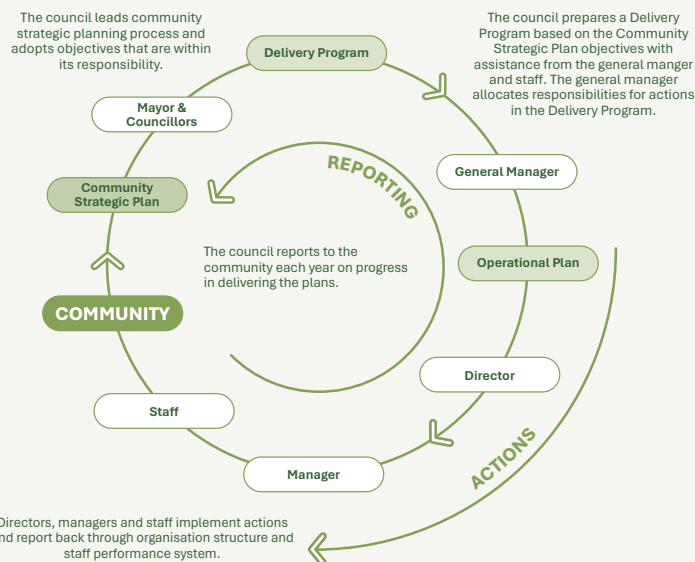 The council leads community
strategic planning process and
adopts objectives that are within
its responsibility.
Delivery Program
The council prepares a Delivery
Program based on the Community
Strategic Plan objectives with
assistance from the general manger
and staff. The general manager
allocates responsibilities for actions
in the Delivery Program.
Mayor &
Councillors
REPORTING
General Manager
Community
Strategic Plan
The council reports to the
community each year on progress
in delivering the plans.
Operational Plan
COMMUNITY
Director
Staff
ACTIONS
Manager
Directors, managers and staff implement actions
and report back through organisation structure and
staff performance system.